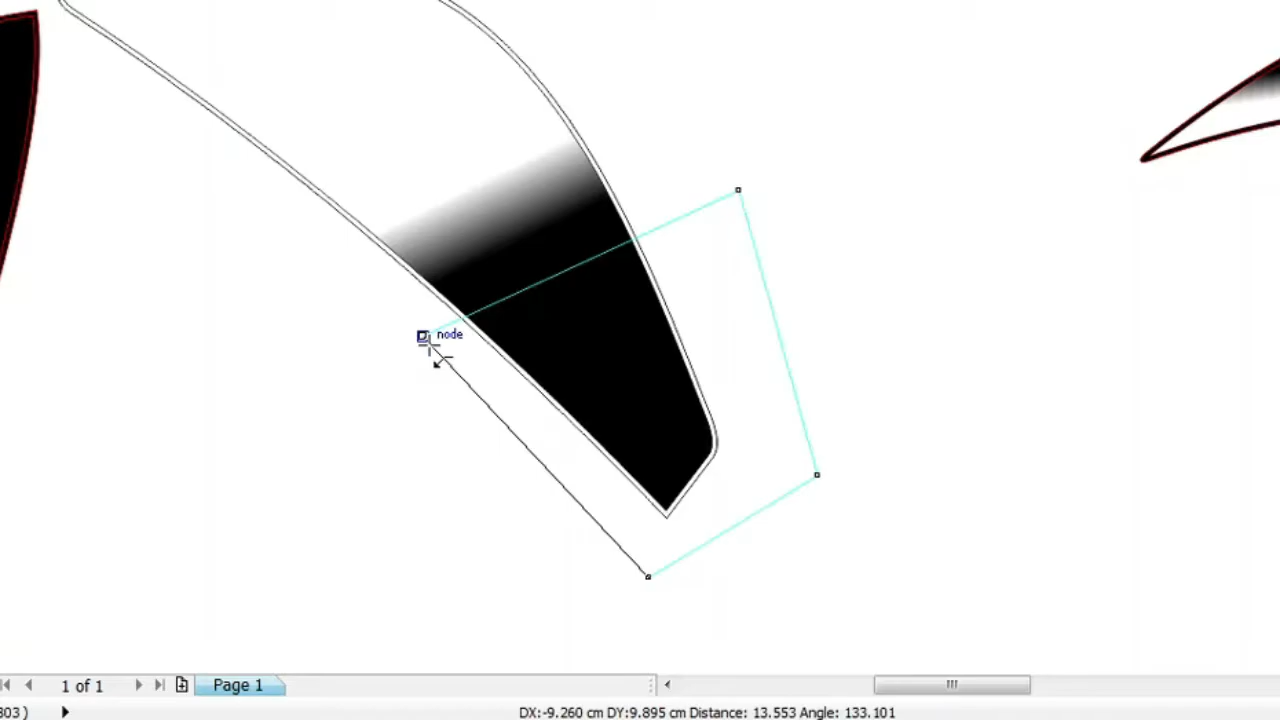 node
1 of 1
Page 1
303 )
DX:-9.260 cm DY:9.895 cm Distance: 13.553 Angle: 133.101